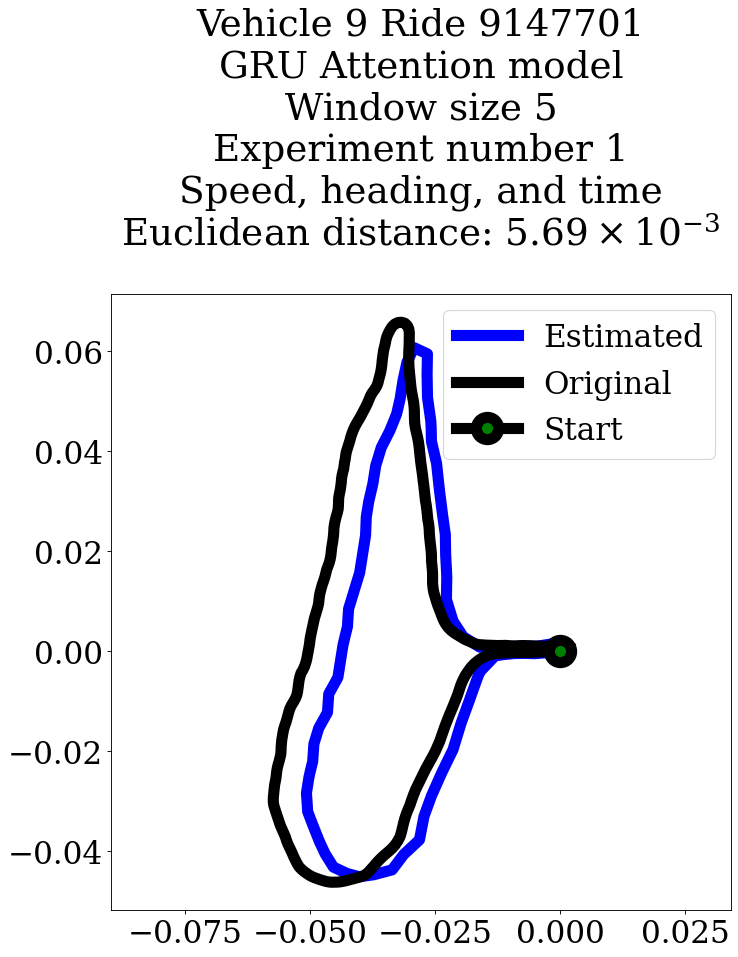 Vehicle 9 Ride 9147701
GRU Attention model
Window size 5
Experiment number 1
Speed, heading, and time
Euclidean distance: 5.69 × 10⁻³
Estimated
Original
Start
0.06
0.04
0.02
0.00
−0.02
−0.04
−0.075 −0.050 −0.025 0.000 0.025